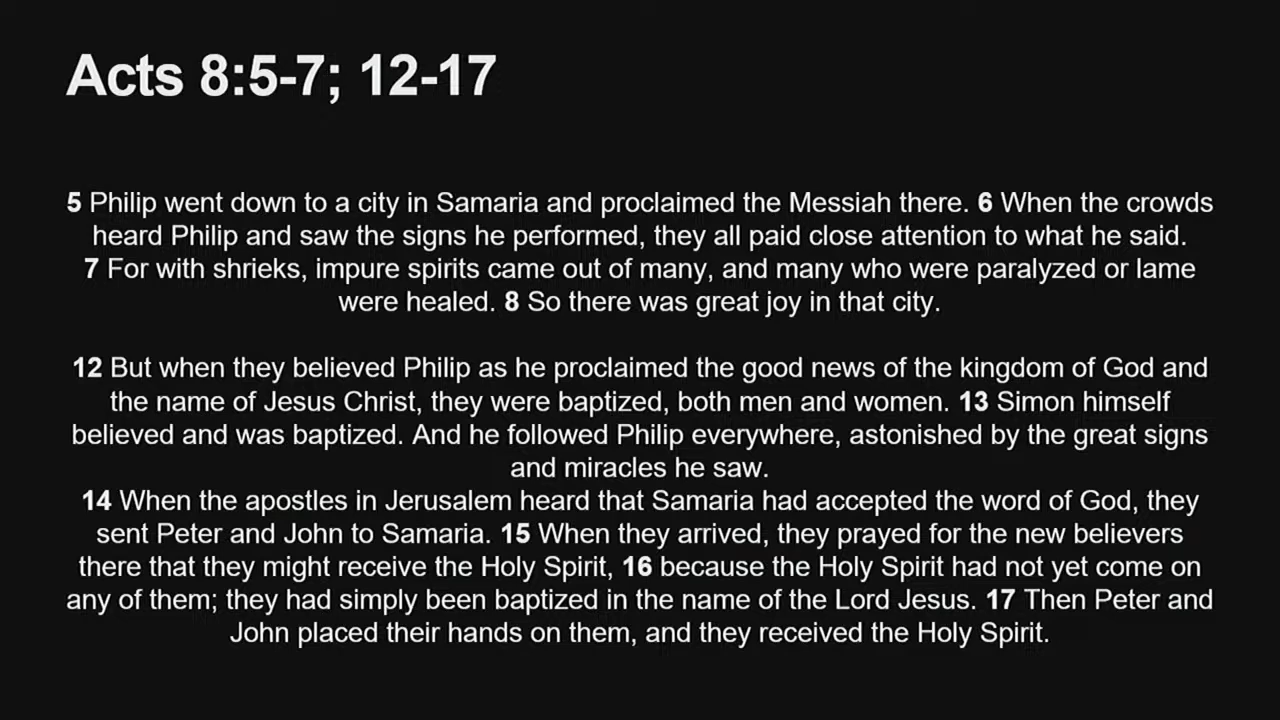 Acts 8:5-7; 12-17
5 Philip went down to a city in Samaria and proclaimed the Messiah there. 6 When the crowds
heard Philip and saw the signs he performed, they all paid close attention to what he said.
7 For with shrieks, impure spirits came out of many, and many who were paralyzed or lame
were healed. 8 So there was great joy in that city.
12 But when they believed Philip as he proclaimed the good news of the kingdom of God and
the name of Jesus Christ, they were baptized, both men and women. 13 Simon himself
believed and was baptized. And he followed Philip everywhere, astonished by the great signs
and miracles he saw.
14 When the apostles in Jerusalem heard that Samaria had accepted the word of God, they
sent Peter and John to Samaria. 15 When they arrived, they prayed for the new believers
there that they might receive the Holy Spirit, 16 because the Holy Spirit had not yet come on
any of them; they had simply been baptized in the name of the Lord Jesus. 17 Then Peter and
John placed their hands on them, and they received the Holy Spirit.